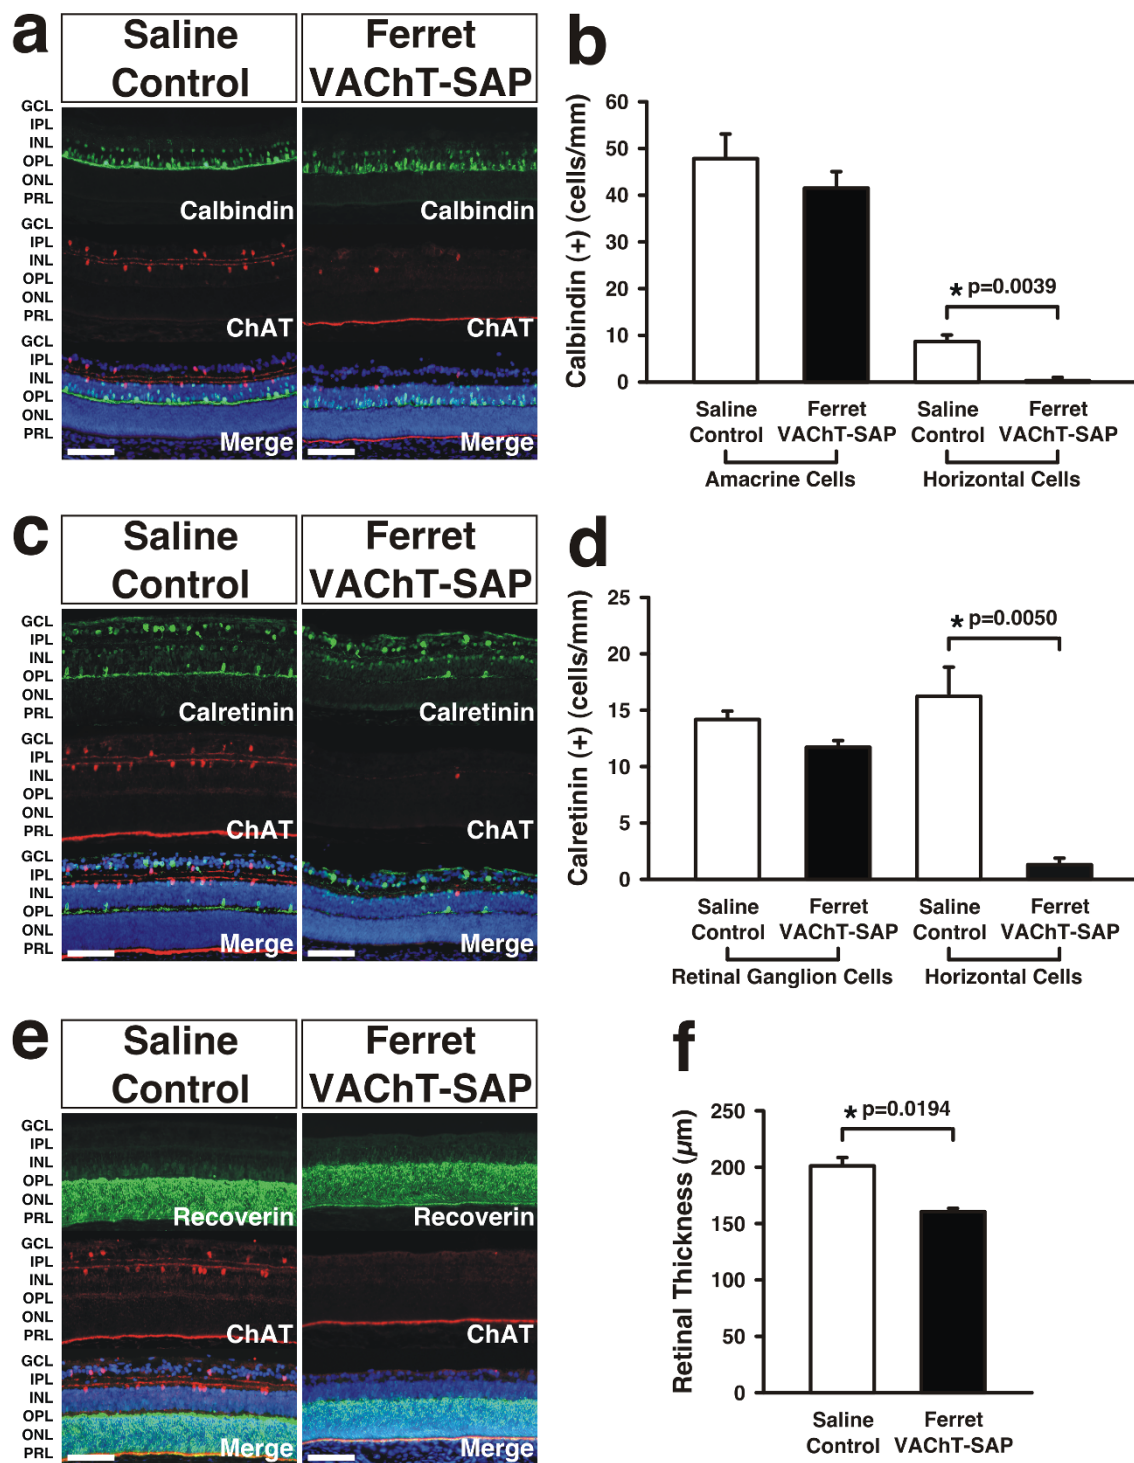 a
Saline
Control
Ferret
VAChT-SAP
GCL
IPL
INL
OPL
ONL
PRL
Calbindin
Calbindin
GCL
IPL
INL
OPL
ONL
PRL
ChAT
ChAT
GCL
IPL
INL
OPL
ONL
PRL
Merge
Merge
b
Calbindin (+) (cells/mm)
60
50
40
30
20
10
0
* p=0.0039
Saline
Control
Ferret
VAChT-SAP
Saline
Control
Ferret
VAChT-SAP
Amacrine Cells
Horizontal Cells
c
Saline
Control
Ferret
VAChT-SAP
GCL
IPL
INL
OPL
ONL
PRL
Calretinin
Calretinin
GCL
IPL
INL
OPL
ONL
PRL
ChAT
ChAT
GCL
IPL
INL
OPL
ONL
PRL
Merge
Merge
d
Calretinin (+) (cells/mm)
25
20
15
10
5
0
* p=0.0050
Saline
Control
Ferret
VAChT-SAP
Saline
Control
Ferret
VAChT-SAP
Retinal Ganglion Cells
Horizontal Cells
e
Saline
Control
Ferret
VAChT-SAP
GCL
IPL
INL
OPL
ONL
PRL
Recoverin
Recoverin
GCL
IPL
INL
OPL
ONL
PRL
ChAT
ChAT
GCL
IPL
INL
OPL
ONL
PRL
Merge
Merge
f
Retinal Thickness (µm)
250
200
150
100
50
0
* p=0.0194
Saline
Control
Ferret
VAChT-SAP